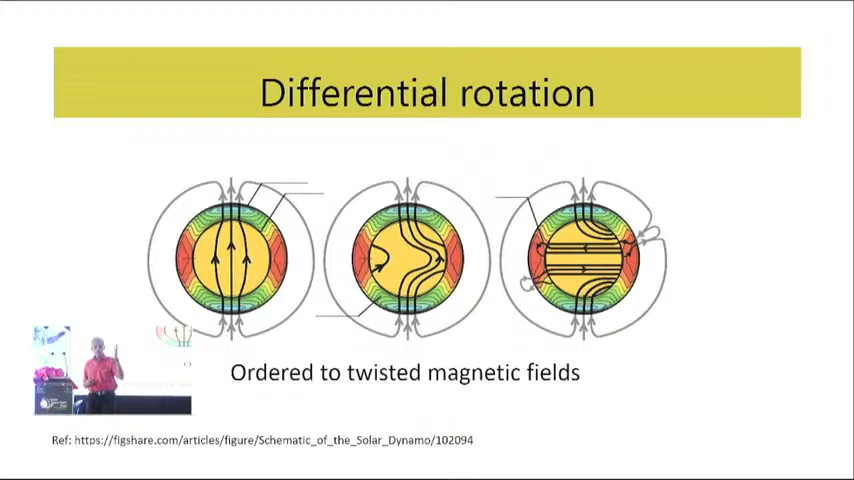 Differential rotation
Ordered to twisted magnetic fields
Ref: https://figshare.com/articles/figure/Schematic_of_the_Solar_Dynamo/102094